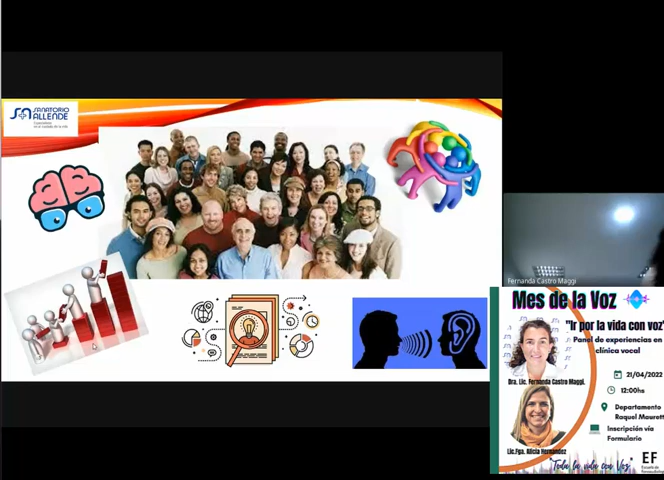 SANATORIO
ALLENDE
Fernanda Castro Maggi
Mes de la Voz
"Ir por la vida con voz"
Panel de experiencias en
clínica vocal
Dra. Lic. Fernanda Castro Maggi.
21/04/2022
12:00hs
Departamento
Raquel Maurett
Inscripción vía
Formulario
Lic.Fga. Alicia Hernandez
"Toda la vida con Voz"
EF